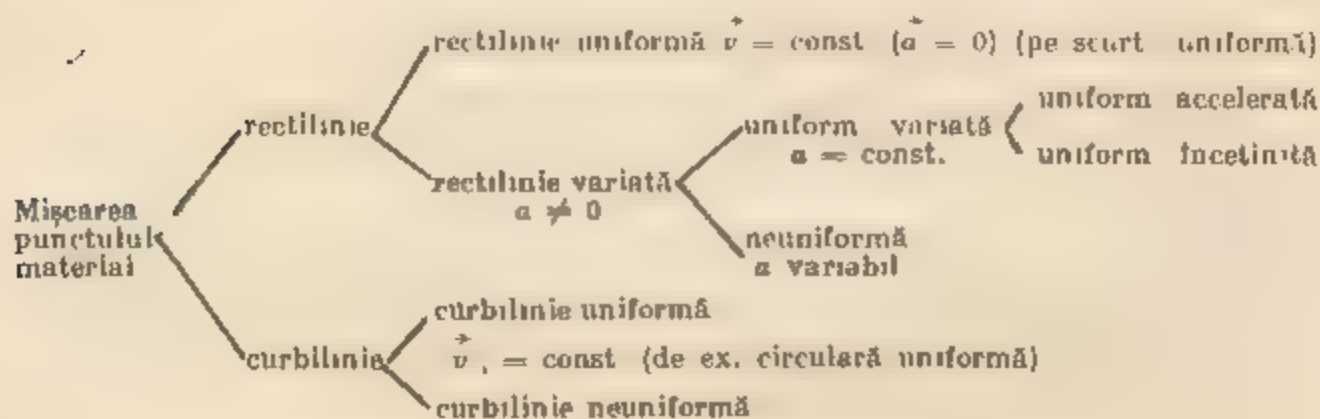 rectilinie uniformă v⃗ = const (a⃗ = 0) (pe scurt uniformă)
uniform accelerată
rectilinie
uniform variată
a = const.
uniform încetinită
rectilinie variată
a ≠ 0
Mișcarea
punctului
material
neuniformă
a variabil
curbilinie uniformă
curbilinie
v⃗ = const (de ex. circulară uniformă)
curbilinie neuniformă